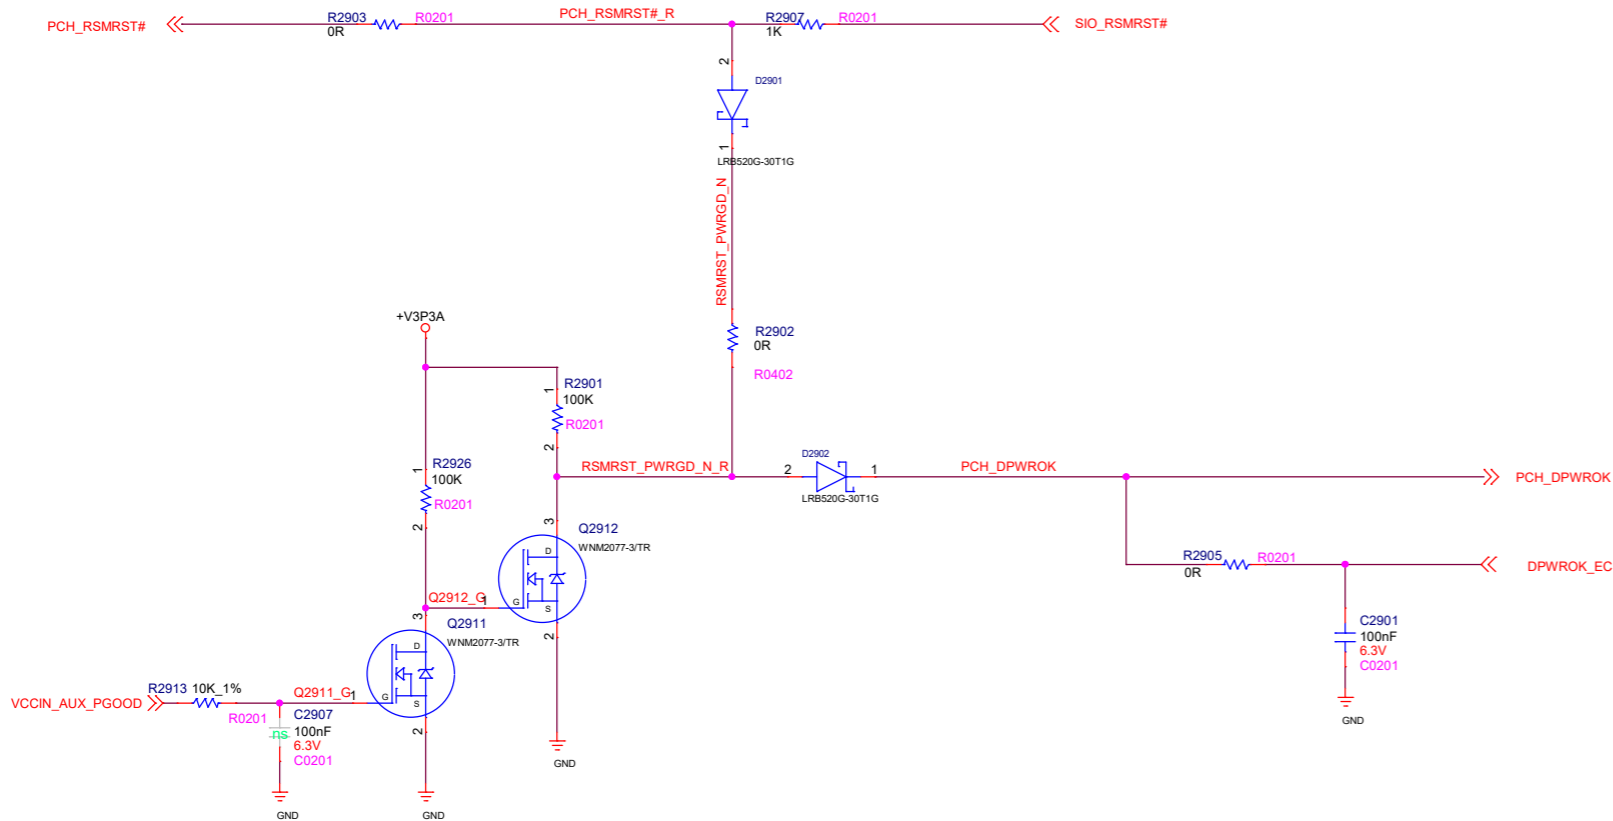 R2903
R0201
PCH_RSMRST#_R
R2907
R0201
PCH_RSMRST#
0R
1K
SIO_RSMRST#
2
D2901
1
LRB520G-30T1G
RSMRST_PWRGD_N
+V3P3A
R2902
0R
R0402
1
R2901
100K
R0201
2
1
R2926
100K
R0201
2
RSMRST_PWRGD_N_R
D2902
2
1
LRB520G-30T1G
PCH_DPWROK
PCH_DPWROK
3
Q2912
WNM2077-3/TR
D
G
S
Q2912_G
1
2
R2905
0R
R0201
DPWROK_EC
3
Q2911
WNM2077-3/TR
D
G
S
C2901
100nF
6.3V
C0201
GND
R2913
10K_1%
Q2911_G
1
VCCIN_AUX_PGOOD
R0201
C2907
ns
100nF
6.3V
C0201
2
GND
GND
GND